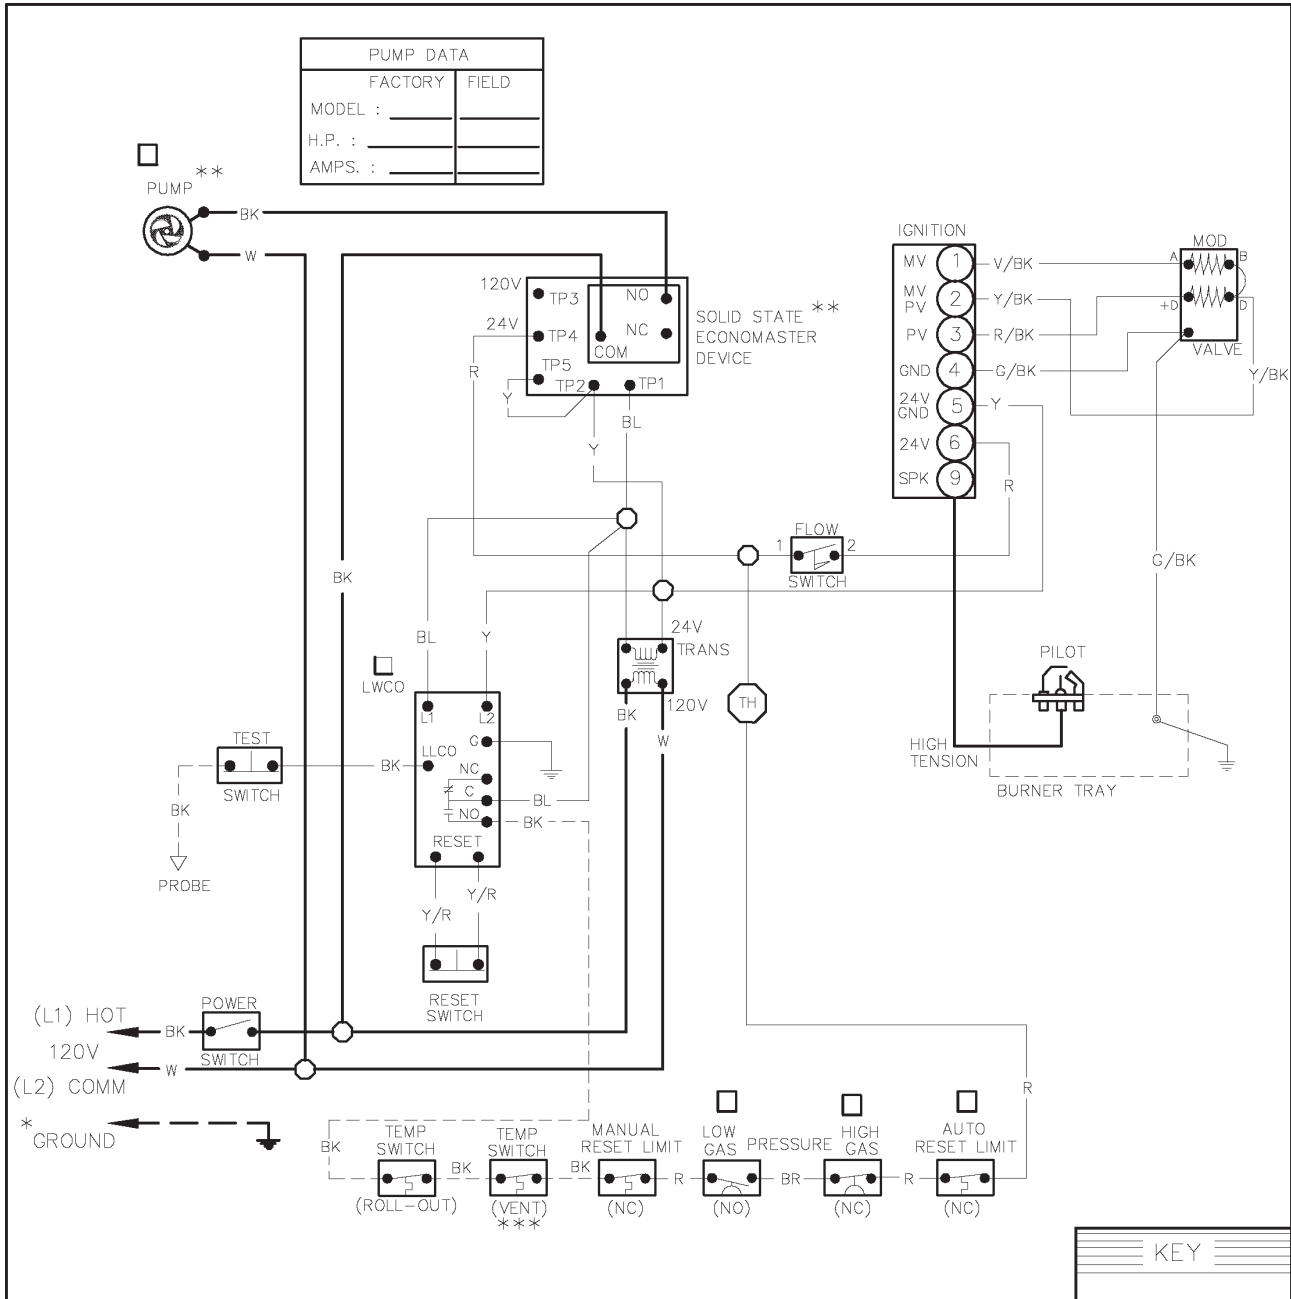 PUMP DATA
FACTORY FIELD
MODEL :
H.P. :
AMPS. :
**
PUMP
BK
W
IGNITION
MV 1 V/BK
MV PV 2 Y/BK
PV 3 R/BK
GND 4 G/BK
24V GND 5 Y
24V 6
SPK 9
R
MOD
A B
+D D
VALVE
Y/BK
120V TP3 NO
24V TP4 NC
COM
TP5
TP2 TP1
SOLID STATE **
ECONOMASTER
DEVICE
R
Y
BL
Y
FLOW
1 2
SWITCH
BK
G/BK
BL Y
24V
TRANS
120V
BK
W
TH
LWCO
L1 L2
G
LLCO
NC
C
NO
RESET
BL
BK
TEST
SWITCH
BK
BK
PROBE
Y/R
Y/R
RESET
SWITCH
PILOT
HIGH
TENSION
BURNER TRAY
POWER
SWITCH
(L1) HOT
BK
120V
W
(L2) COMM
*
GROUND
R
BK
TEMP
SWITCH
(ROLL-OUT)
BK
TEMP
SWITCH
(VENT)
***
BK
MANUAL
RESET LIMIT
(NC)
R
LOW
GAS
(NO)
PRESSURE
BR
HIGH
GAS
(NC)
R
AUTO
RESET LIMIT
(NC)
KEY